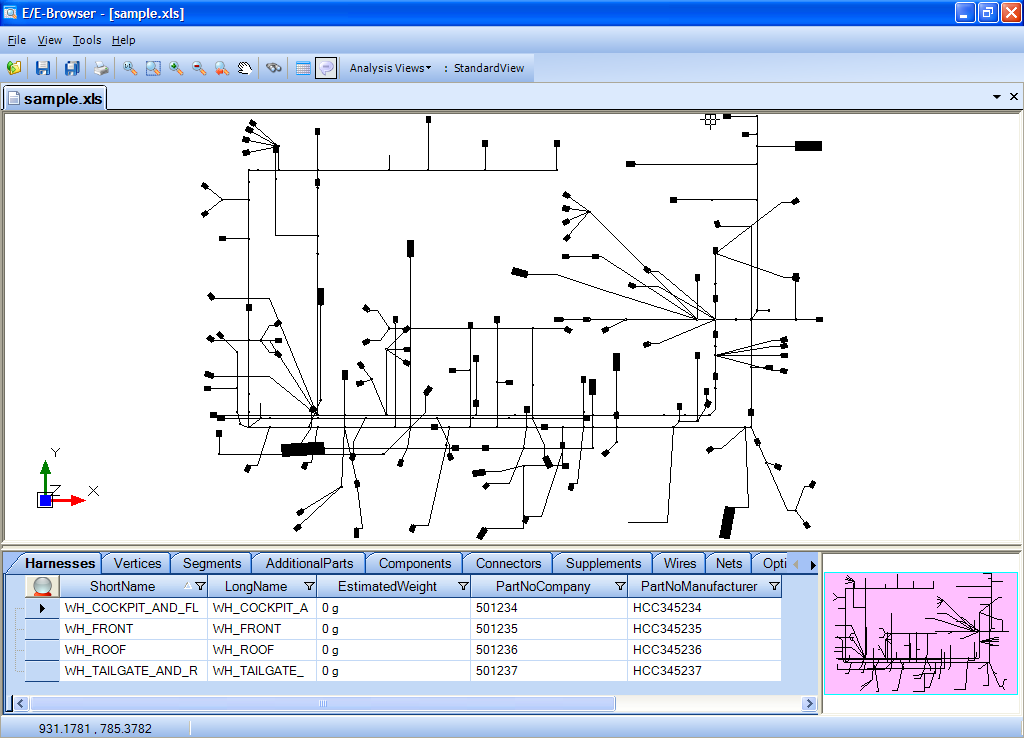 E/E-Browser - [sample.xls]
File View Tools Help
Analysis Views : StandardView
sample.xls
Y
Z
X
Harnesses Vertices Segments AdditionalParts Components Connectors Supplements Wires Nets Opti
ShortName LongName EstimatedWeight PartNoCompany PartNoManufacturer
WH_COCKPIT_AND_FL WH_COCKPIT_A 0 g 501234 HCC345234
WH_FRONT WH_FRONT 0 g 501235 HCC345235
WH_ROOF WH_ROOF 0 g 501236 HCC345236
WH_TAILGATE_AND_R WH_TAILGATE_ 0 g 501237 HCC345237
931.1781 , 785.3782